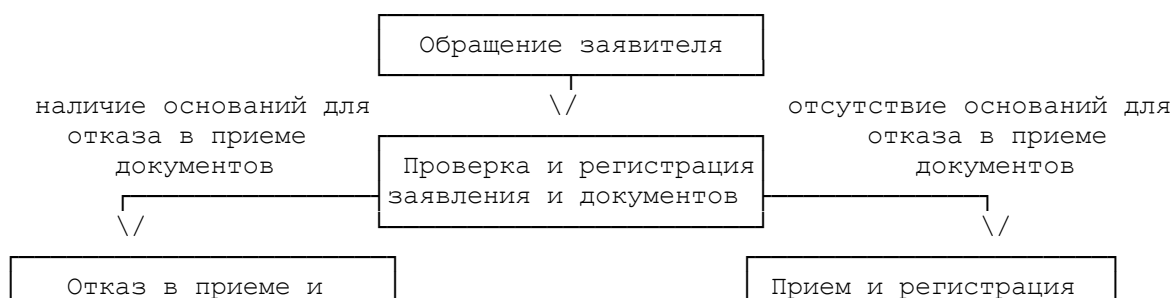 Обращение заявителя
наличие оснований для
отказа в приеме
документов
отсутствие оснований для
отказа в приеме
документов
Проверка и регистрация
заявления и документов
Отказ в приеме и
Прием и регистрация